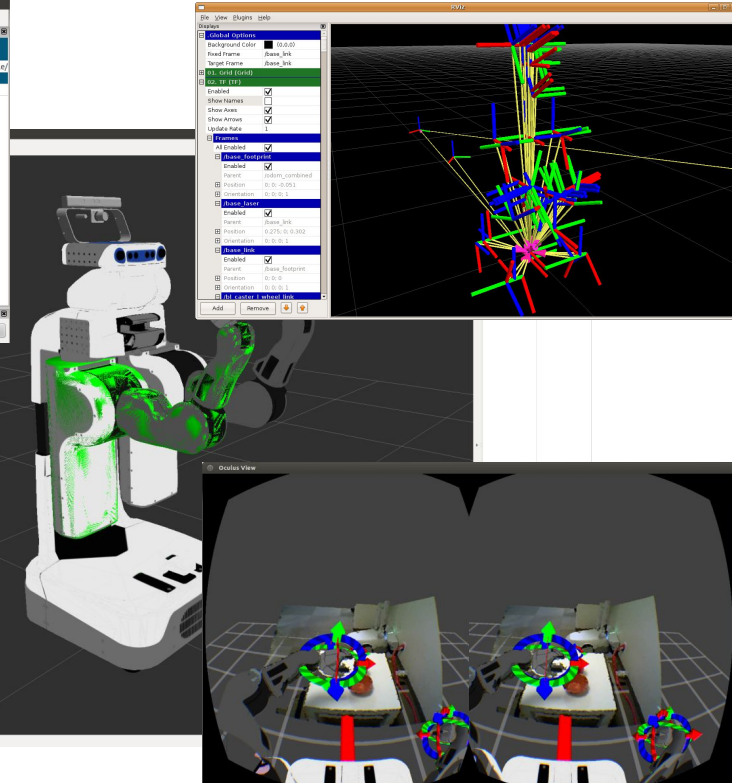 RViz
File View Plugins Help
Displays
.Global Options
Background Color (0,0,0)
Fixed Frame /base_link
Target Frame /base_link
01. Grid (Grid)
02. TF (TF)
Enabled
Show Names
Show Axes
Show Arrows
Update Rate 1
Frames
All Enabled
/base_footprint
Enabled
Parent /odom_combined
Position 0; 0; -0.051
Orientation 0; 0; 0; 1
/base_laser
Enabled
Parent /base_link
Position 0.275; 0; 0.302
Orientation 0; 0; 0; 1
/base_link
Enabled
Parent /base_footprint
Position 0; 0; 0
Orientation 0; 0; 0; 1
/bl_caster_l_wheel_link
Add Remove
Oculus View